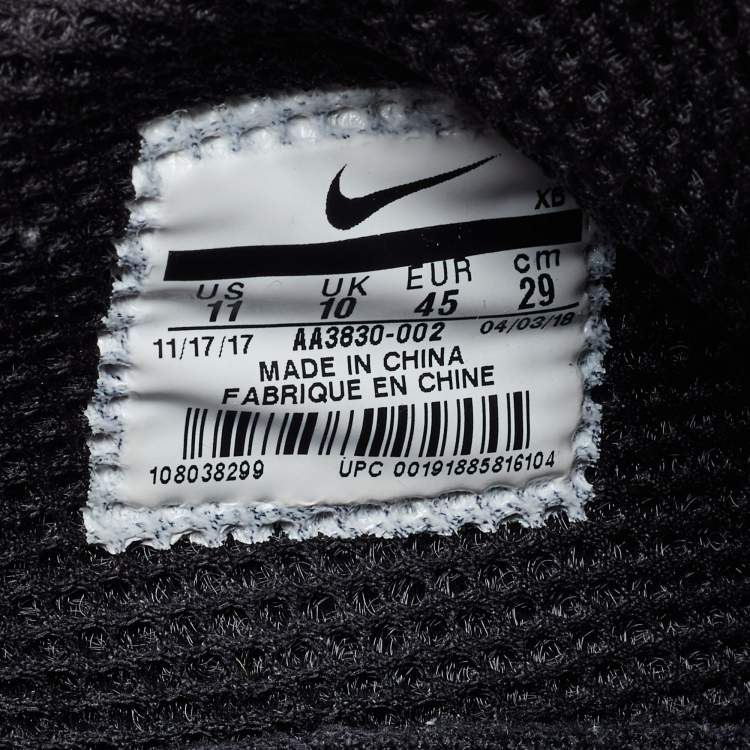 XB
US UK EUR cm
11 10 45 29
11/17/17 AA3830-002 04/03/18
MADE IN CHINA
FABRIQUE EN CHINE
108038299 UPC 00191885816104